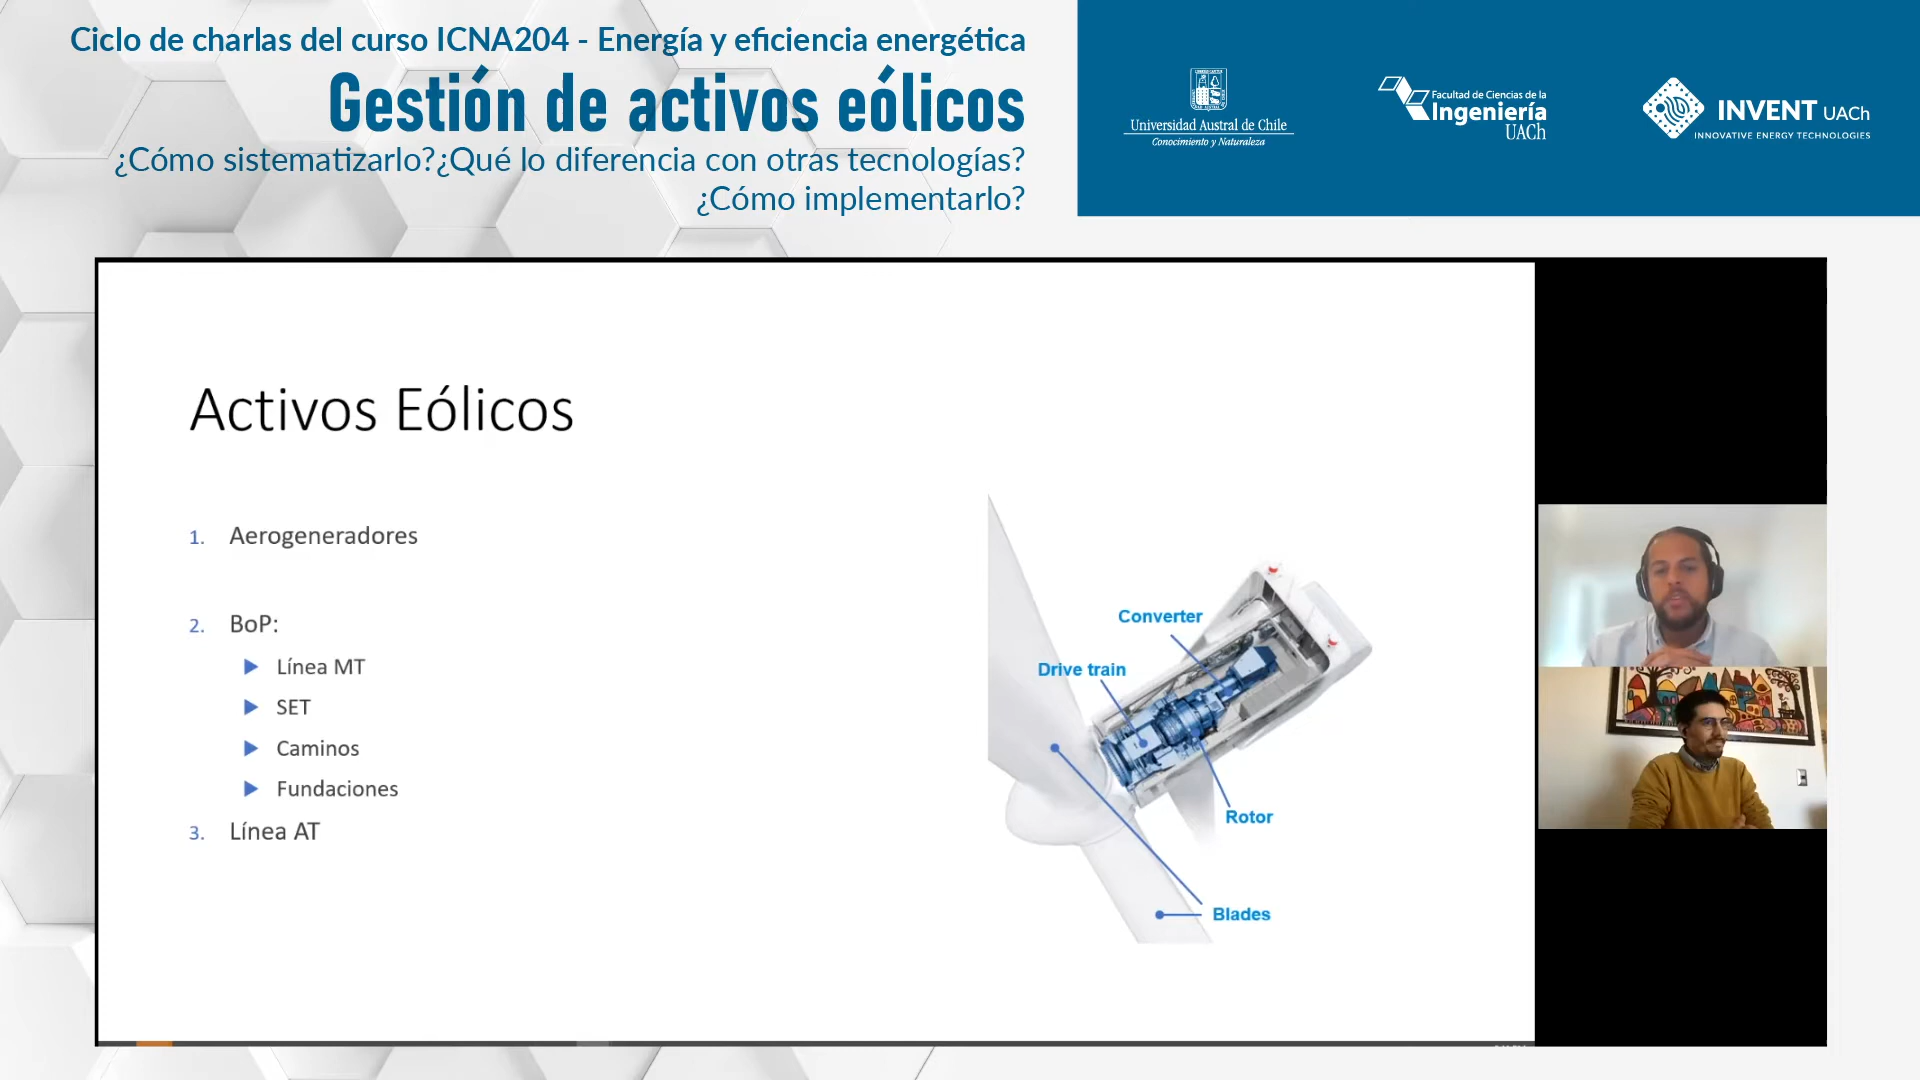 Ciclo de charlas del curso ICNA204 - Energía y eficiencia energética
Gestión de activos eólicos
¿Cómo sistematizarlo?¿Qué lo diferencia con otras tecnologías?
¿Cómo implementarlo?
Universidad Austral de Chile
Conocimiento y Naturaleza
Facultad de Ciencias de la
Ingeniería
UACh
INVENT UACh
INNOVATIVE ENERGY TECHNOLOGIES
Activos Eólicos
1. Aerogeneradores
2. BoP:
Línea MT
SET
Caminos
Fundaciones
3. Línea AT
Converter
Drive train
Rotor
Blades